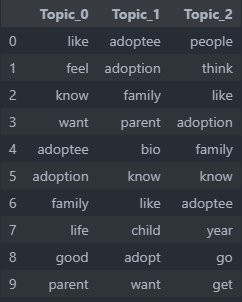 Topic_0 Topic_1 Topic_2
0 like adoptee people
1 feel adoption think
2 know family like
3 want parent adoption
4 adoptee bio family
5 adoption know know
6 family like adoptee
7 life child year
8 good adopt go
9 parent want get